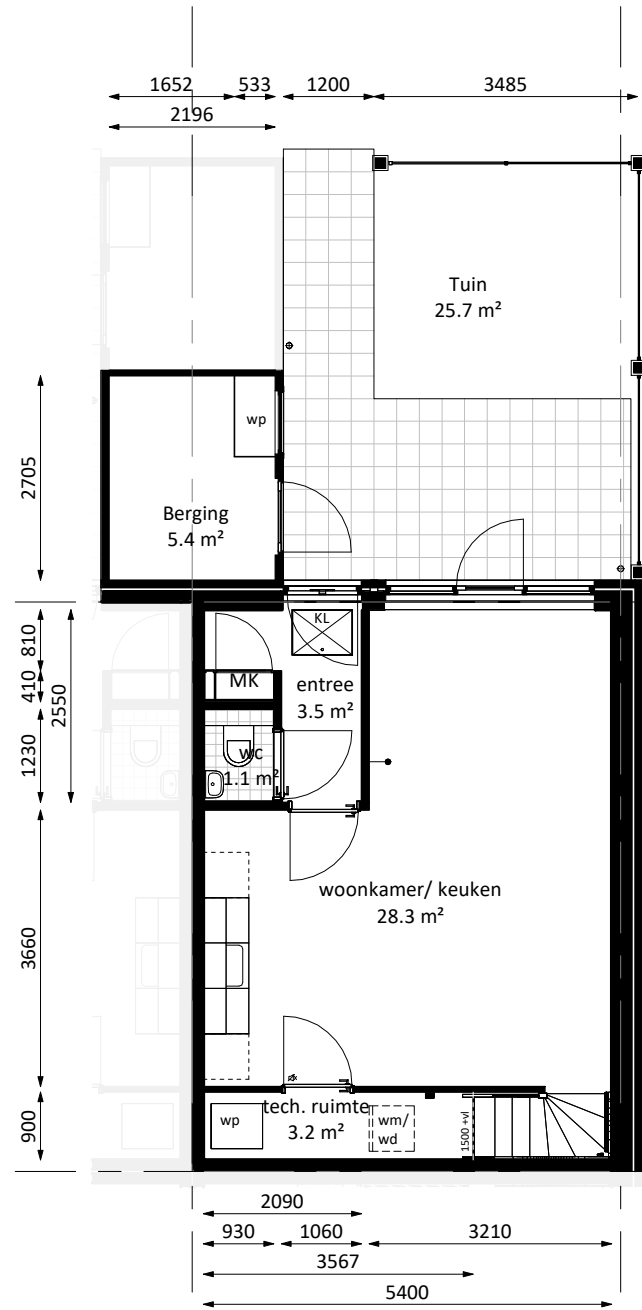 1652 533 1200 3485
2196
Tuin
25.7 m²
wp
2705
Berging
5.4 m²
810
KL
MK
410
2550
entree
3.5 m²
1230
wc
1.1 m²
woonkamer/ keuken
28.3 m²
3660
900
wp
tech. ruimte
3.2 m²
wm/
wd
1500 +vl
2090
930 1060 3210
3567
5400